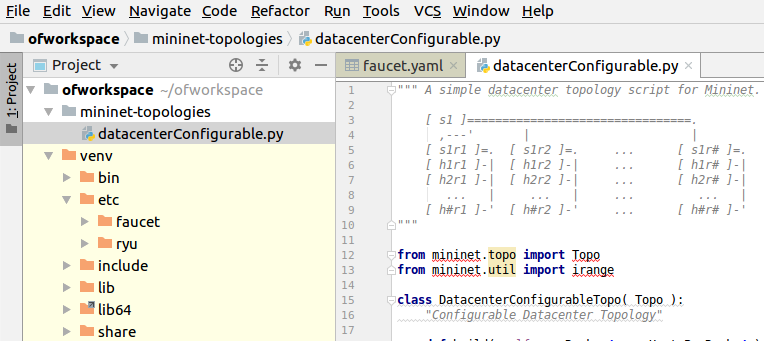 File Edit View Navigate Code Refactor Run Tools VCS Window Help
ofworkspace mininet-topologies datacenterConfigurable.py
1: Project
Project
faucet.yaml datacenterConfigurable.py
ofworkspace ~/ofworkspace
mininet-topologies
datacenterConfigurable.py
venv
bin
etc
faucet
ryu
include
lib
lib64
share
1 """ A simple datacenter topology script for Mininet.
2
3 [ s1 ]================================.
4 ,---' | |
5 [ s1r1 ]=. [ s1r2 ]=. ... [ s1r# ]=.
6 [ h1r1 ]-| [ h1r2 ]-| ... [ h1r# ]-|
7 [ h2r1 ]-| [ h2r2 ]-| ... [ h2r# ]-|
8 ... | ... | ... ... |
9 [ h#r1 ]-' [ h#r2 ]-' ... [ h#r# ]-'
10 """
11
12 from mininet.topo import Topo
13 from mininet.util import irange
14
15 class DatacenterConfigurableTopo( Topo ):
16 "Configurable Datacenter Topology"
17